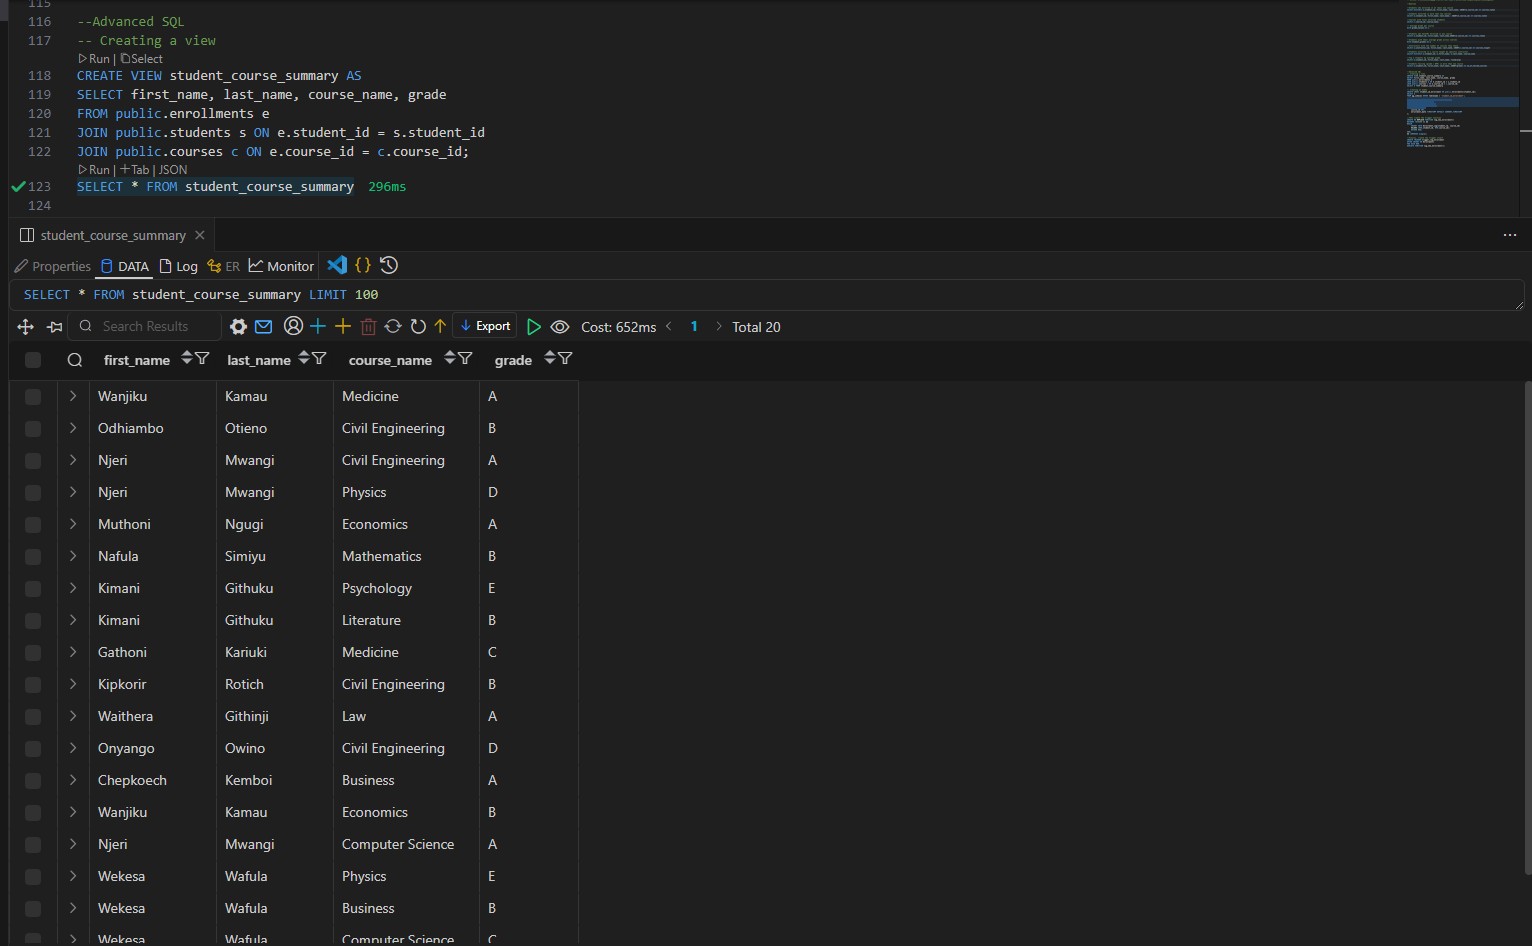 115
116 --Advanced SQL
117 -- Creating a view
Run | Select
118 CREATE VIEW student_course_summary AS
119 SELECT first_name, last_name, course_name, grade
120 FROM public.enrollments e
121 JOIN public.students s ON e.student_id = s.student_id
122 JOIN public.courses c ON e.course_id = c.course_id;
Run | Tab | JSON
123 SELECT * FROM student_course_summary 296ms
124
student_course_summary
Properties DATA Log ER Monitor
SELECT * FROM student_course_summary LIMIT 100
Search Results Export Cost: 652ms 1 Total 20
first_name last_name course_name grade
Wanjiku Kamau Medicine A
Odhiambo Otieno Civil Engineering B
Njeri Mwangi Civil Engineering A
Njeri Mwangi Physics D
Muthoni Ngugi Economics A
Nafula Simiyu Mathematics B
Kimani Githuku Psychology E
Kimani Githuku Literature B
Gathoni Kariuki Medicine C
Kipkorir Rotich Civil Engineering B
Waithera Githinji Law A
Onyango Owino Civil Engineering D
Chepkoech Kemboi Business A
Wanjiku Kamau Economics B
Njeri Mwangi Computer Science A
Wekesa Wafula Physics E
Wekesa Wafula Business B
Wekesa Wafula Computer Science C